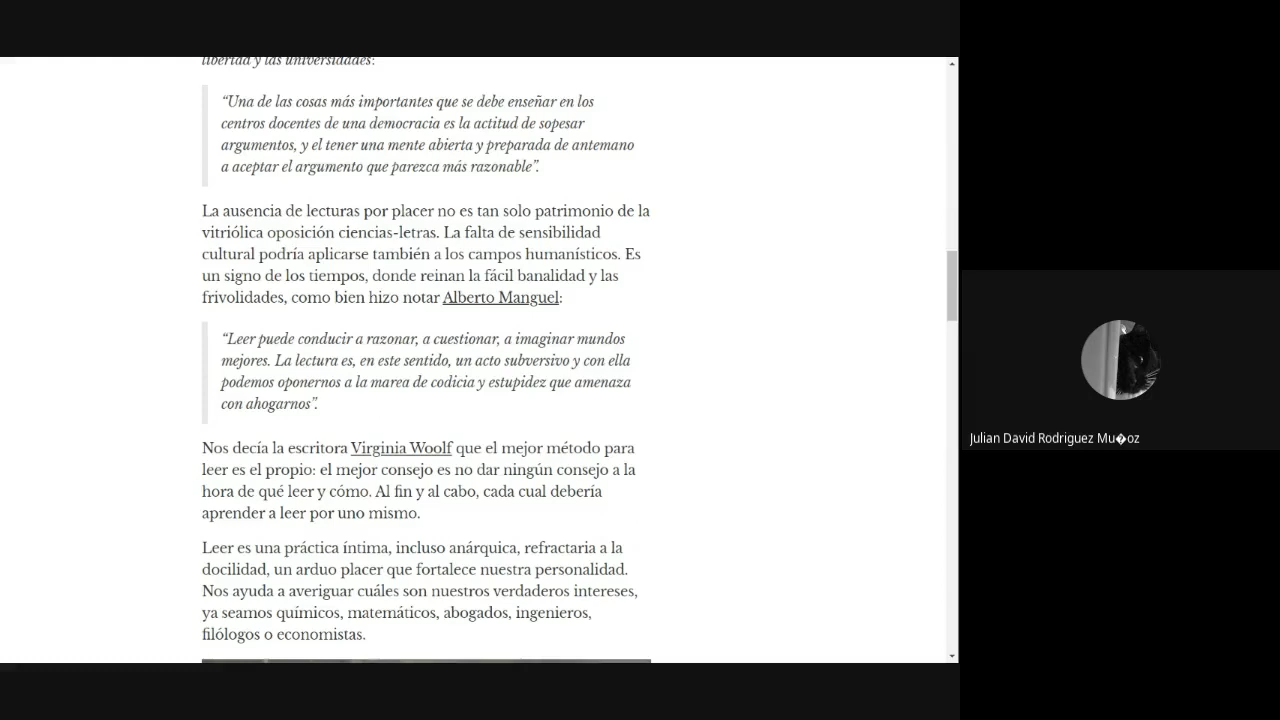 libertad y las universidades:
“Una de las cosas más importantes que se debe enseñar en los
centros docentes de una democracia es la actitud de sopesar
argumentos, y el tener una mente abierta y preparada de antemano
a aceptar el argumento que parezca más razonable”.
La ausencia de lecturas por placer no es tan solo patrimonio de la
vitriólica oposición ciencias-letras. La falta de sensibilidad
cultural podría aplicarse también a los campos humanísticos. Es
un signo de los tiempos, donde reinan la fácil banalidad y las
frivolidades, como bien hizo notar Alberto Manguel:
“Leer puede conducir a razonar, a cuestionar, a imaginar mundos
mejores. La lectura es, en este sentido, un acto subversivo y con ella
podemos oponernos a la marea de codicia y estupidez que amenaza
con ahogarnos”.
Nos decía la escritora Virginia Woolf que el mejor método para
leer es el propio: el mejor consejo es no dar ningún consejo a la
hora de qué leer y cómo. Al fin y al cabo, cada cual debería
aprender a leer por uno mismo.
Leer es una práctica íntima, incluso anárquica, refractaria a la
docilidad, un arduo placer que fortalece nuestra personalidad.
Nos ayuda a averiguar cuáles son nuestros verdaderos intereses,
ya seamos químicos, matemáticos, abogados, ingenieros,
filólogos o economistas.
Julian David Rodriguez Mu�oz